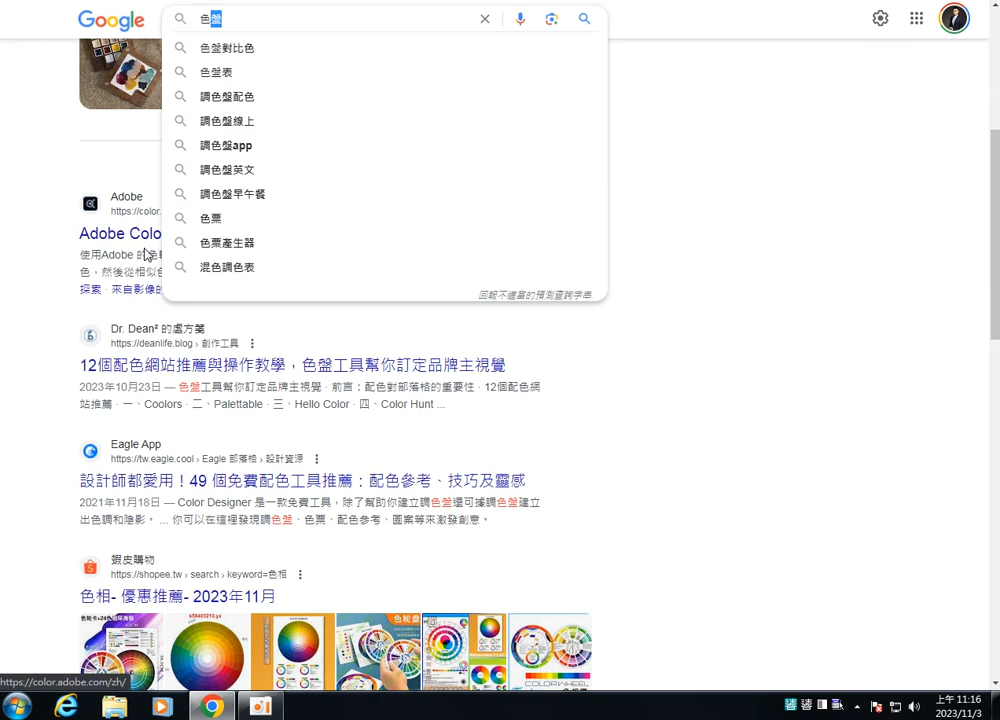 Google
色盤
色盤對比色
色盤表
調色盤配色
調色盤線上
調色盤app
調色盤英文
調色盤早午餐
色票
色票產生器
混色調色表
回報不適當的預測查詢字串
Adobe
https://color.
Adobe Colo
使用Adobe 的色
色，然後從相似色
探索 · 來自影像的
Dr. Dean² 的處方箋
https://deanlife.blog › 創作工具
12個配色網站推薦與操作教學，色盤工具幫你訂定品牌主視覺
2023年10月23日 — 色盤工具幫你訂定品牌主視覺 · 前言：配色對部落格的重要性 · 12個配色網
站推薦 · 一、Coolors · 二、Palettable · 三、Hello Color · 四、Color Hunt ...
Eagle App
https://tw.eagle.cool › Eagle 部落格 › 設計資源
設計師都愛用！49 個免費配色工具推薦：配色參考、技巧及靈感
2021年11月18日 — Color Designer 是一款免費工具，除了幫助你建立調色盤還可據調色盤建立
出色調和陰影。 ... 你可以在這裡發現調色盤、色票、配色參考、圖案等來激發創意。
蝦皮購物
https://shopee.tw › search › keyword=色相
色相- 優惠推薦- 2023年11月
https://color.adobe.com/zh/
上午 11:16
2023/11/3